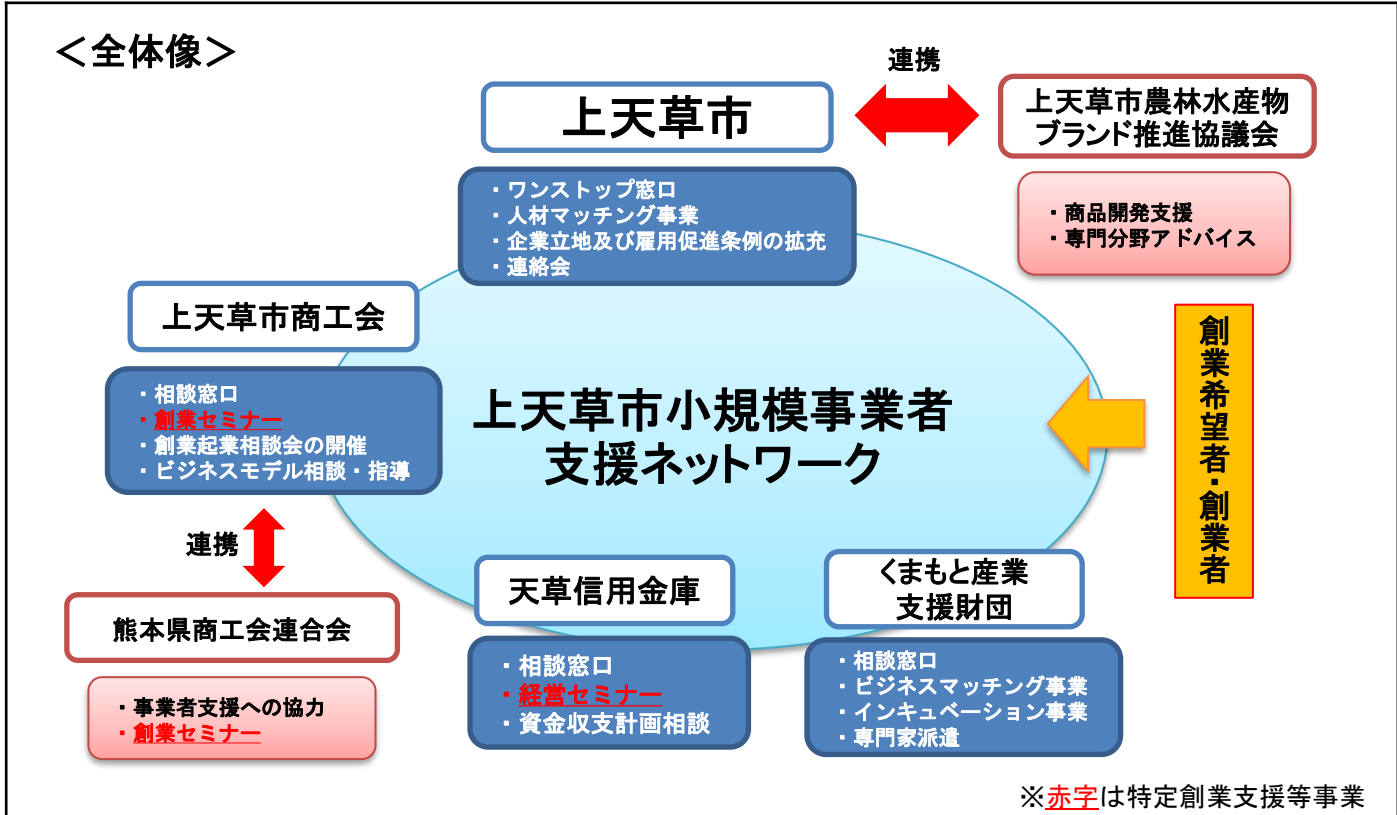 ＜全体像＞
連携
上天草市
上天草市農林水産物
ブランド推進協議会
・ワンストップ窓口
・人材マッチング事業
・企業立地及び雇用促進条例の拡充
・連絡会
・商品開発支援
・専門分野アドバイス
上天草市商工会
・相談窓口
・創業セミナー
・創業起業相談会の開催
・ビジネスモデル相談・指導
上天草市小規模事業者
支援ネットワーク
創業希望者・創業者
連携
熊本県商工会連合会
・事業者支援への協力
・創業セミナー
天草信用金庫
・相談窓口
・経営セミナー
・資金収支計画相談
くまもと産業
支援財団
・相談窓口
・ビジネスマッチング事業
・インキュベーション事業
・専門家派遣
※赤字は特定創業支援等事業